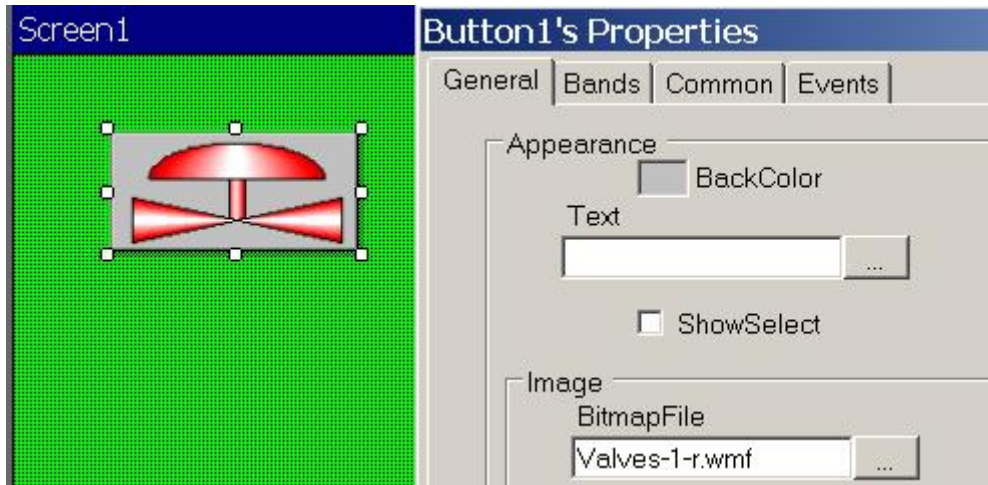 Screen1
Button1's Properties
General Bands Common Events
Appearance
BackColor
Text
...
ShowSelect
Image
BitmapFile
Valves-1-r.wmf ...